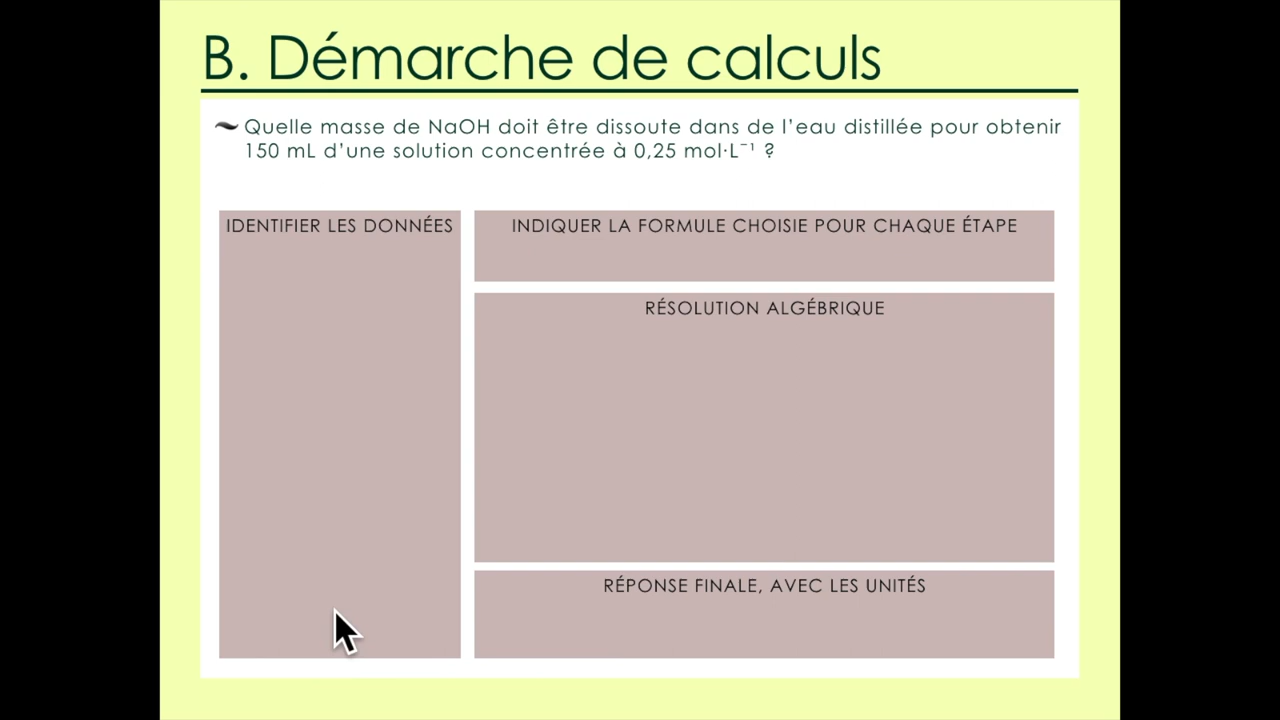 B. Démarche de calculs
Quelle masse de NaOH doit être dissoute dans de l’eau distillée pour obtenir
150 mL d’une solution concentrée à 0,25 mol·L⁻¹ ?
IDENTIFIER LES DONNÉES
INDIQUER LA FORMULE CHOISIE POUR CHAQUE ÉTAPE
RÉSOLUTION ALGÉBRIQUE
RÉPONSE FINALE, AVEC LES UNITÉS